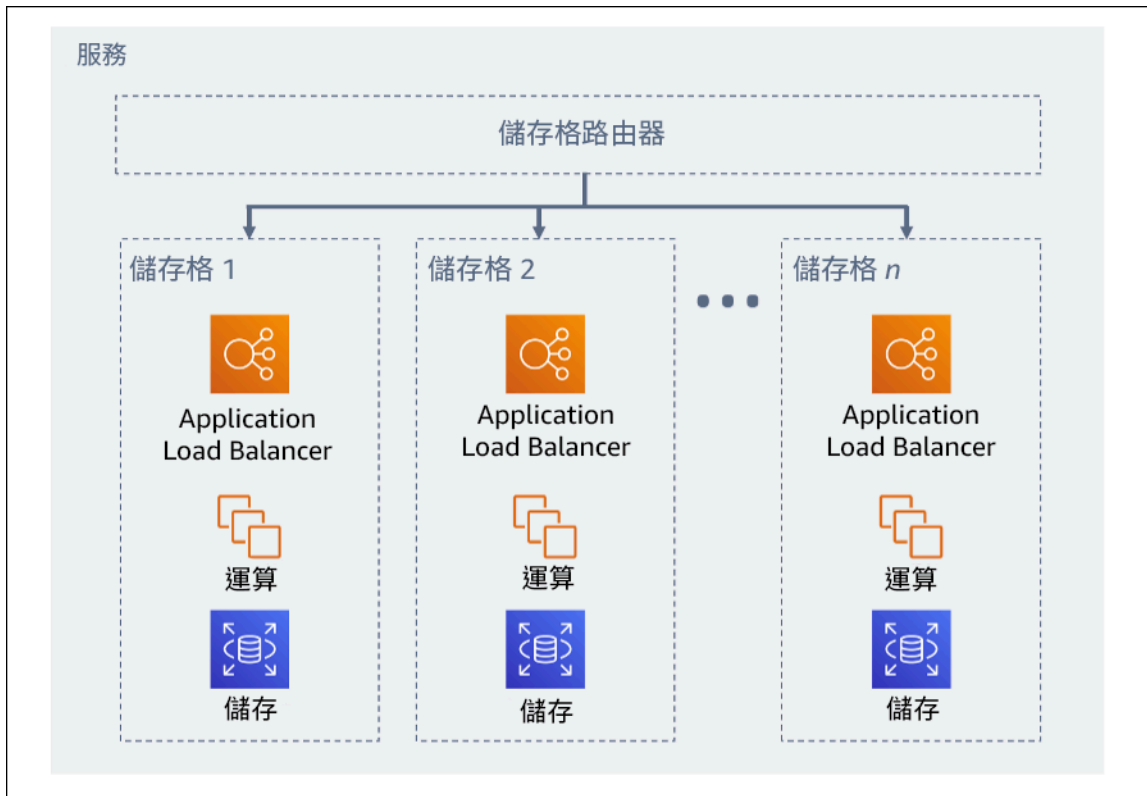 服務
儲存格路由器
儲存格 1
儲存格 2
儲存格 n
Application
Load Balancer
Application
Load Balancer
Application
Load Balancer
運算
運算
運算
儲存
儲存
儲存